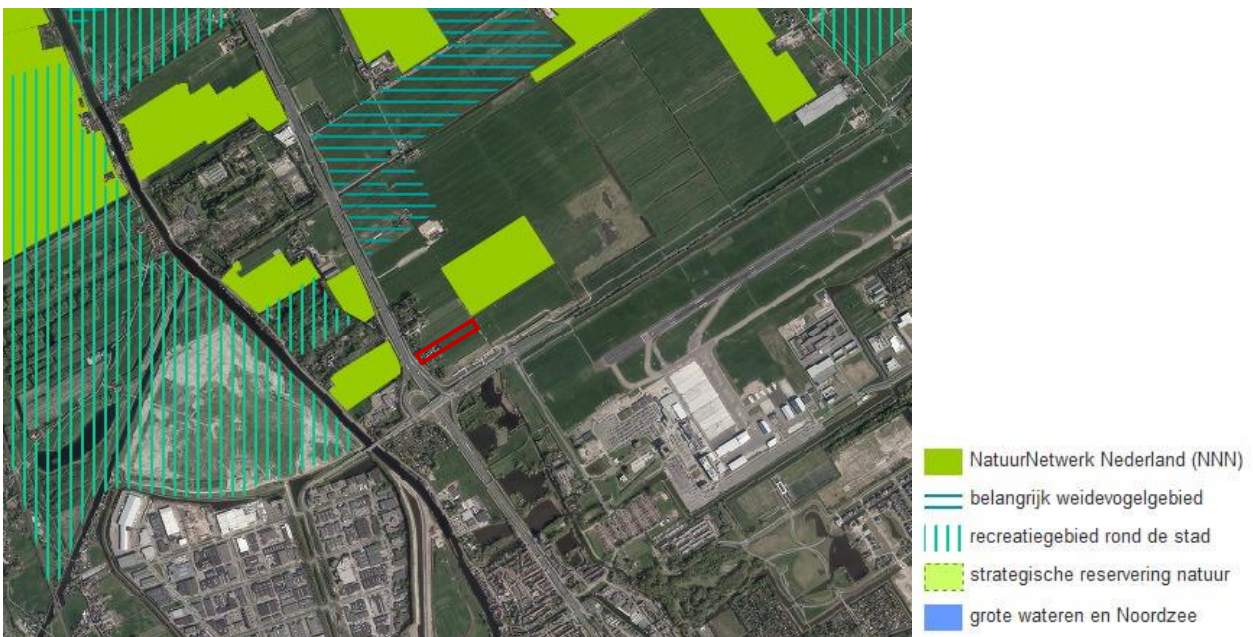 NatuurNetwerk Nederland (NNN)
belangrijk weidevogelgebied
recreatiegebied rond de stad
strategische reservering natuur
grote wateren en Noordzee